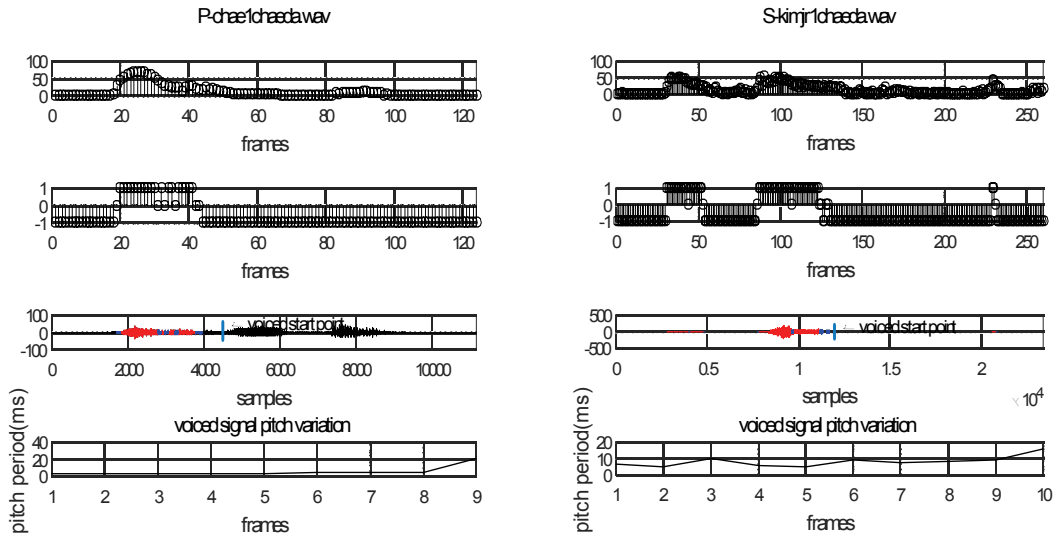 P-chae1chaeda.wav
100
50
0
0 20 40 60 80 100 120
frames
1
0
-1
0 20 40 60 80 100 120
frames
100
0
-100
voiced start point
0 2000 4000 6000 8000 10000
samples
voiced signal pitch variation
pitch period(ms)
40
20
0
1 2 3 4 5 6 7 8 9
frames
S-kimjr1chaeda.wav
100
50
0
0 50 100 150 200 250
frames
1
0
-1
0 50 100 150 200 250
frames
500
0
-500
voiced start point
0 0.5 1 1.5 2
samples
10⁴
voiced signal pitch variation
pitch period(ms)
20
10
0
1 2 3 4 5 6 7 8 9 10
frames